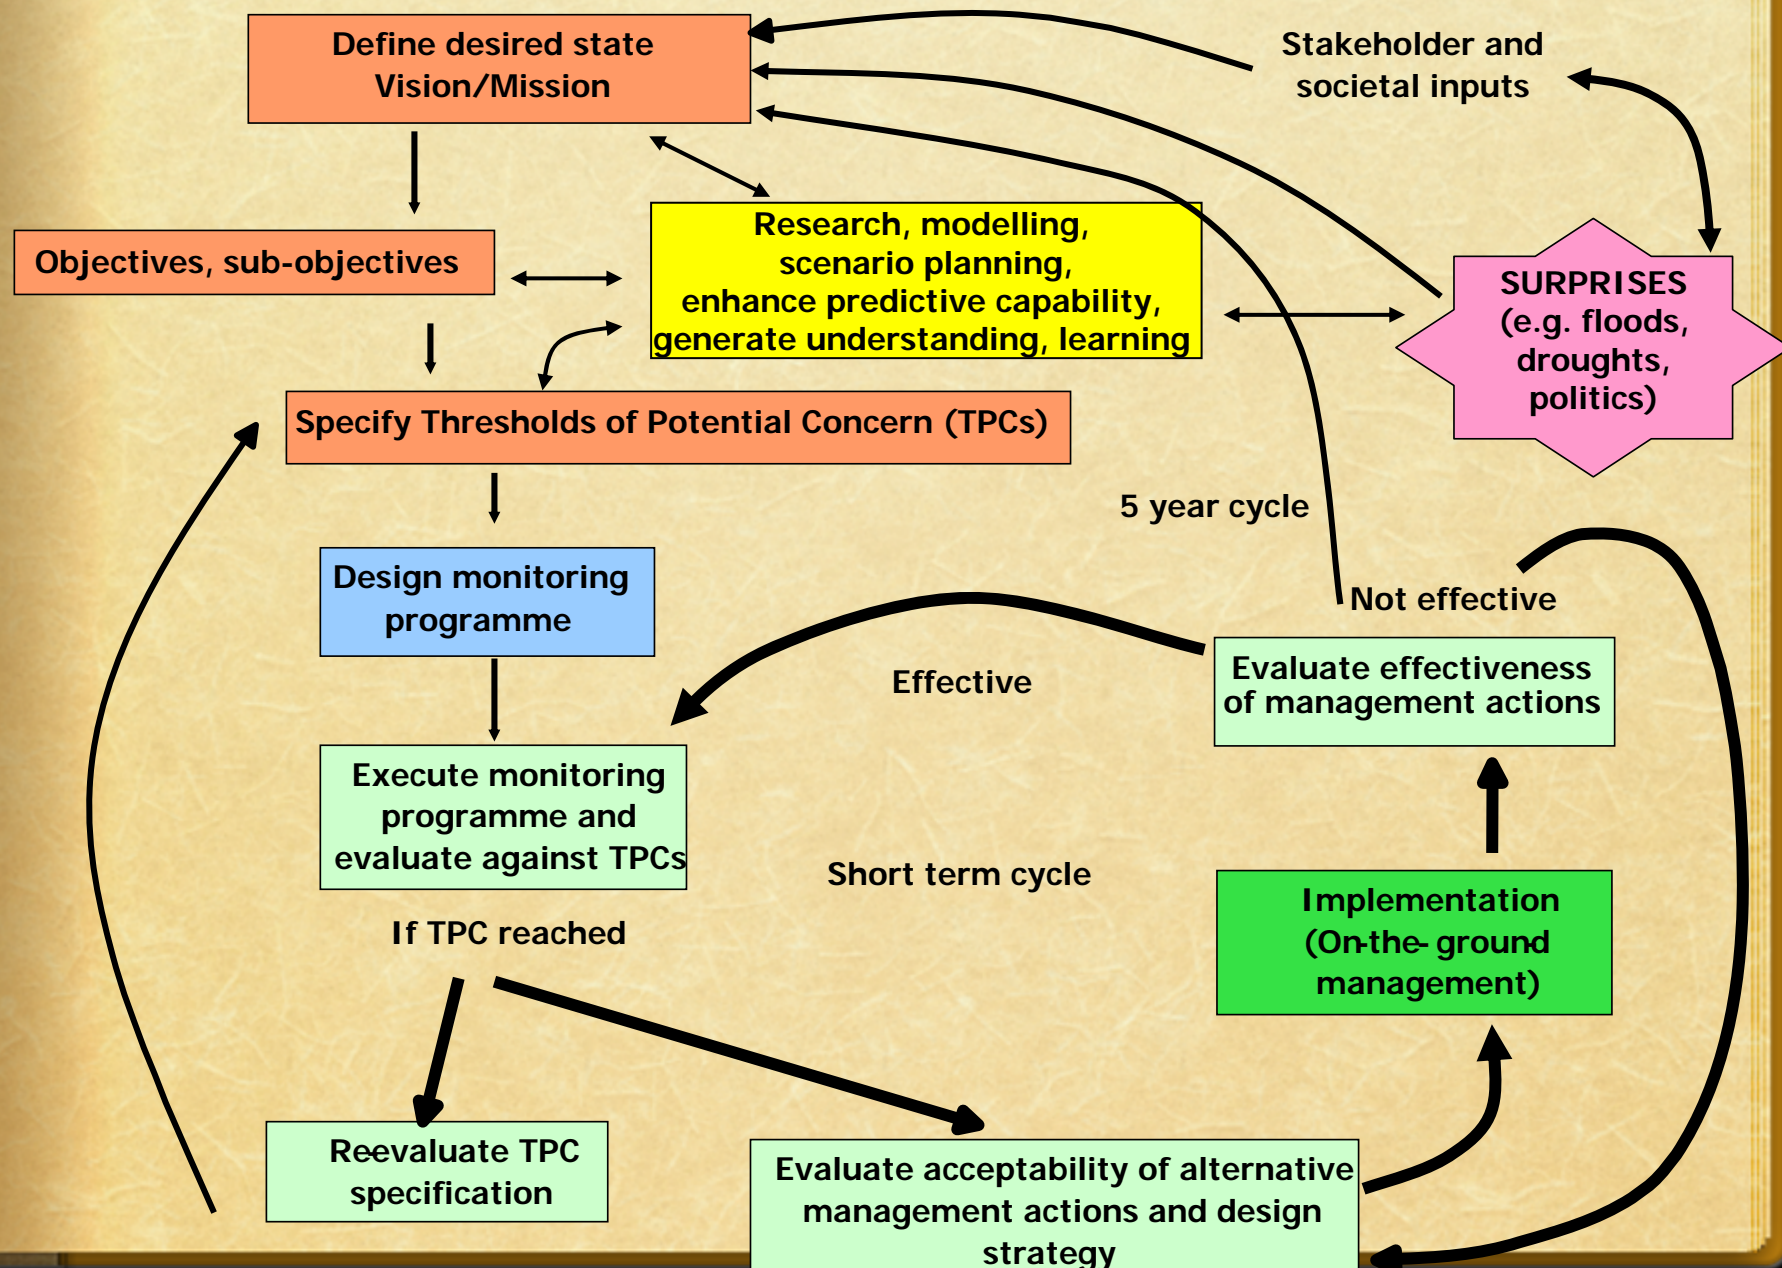 Define desired state
Vision/Mission
Stakeholder and
societal inputs
Objectives, sub-objectives
Research, modelling,
scenario planning,
enhance predictive capability,
generate understanding, learning
SURPRISES
(e.g. floods,
droughts,
politics)
Specify Thresholds of Potential Concern (TPCs)
5 year cycle
Design monitoring
programme
Not effective
Effective
Evaluate effectiveness
of management actions
Execute monitoring
programme and
evaluate against TPCs
Short term cycle
Implementation
(On-the- ground
management)
If TPC reached
Re-evaluate TPC
specification
Evaluate acceptability of alternative
management actions and design
strategy